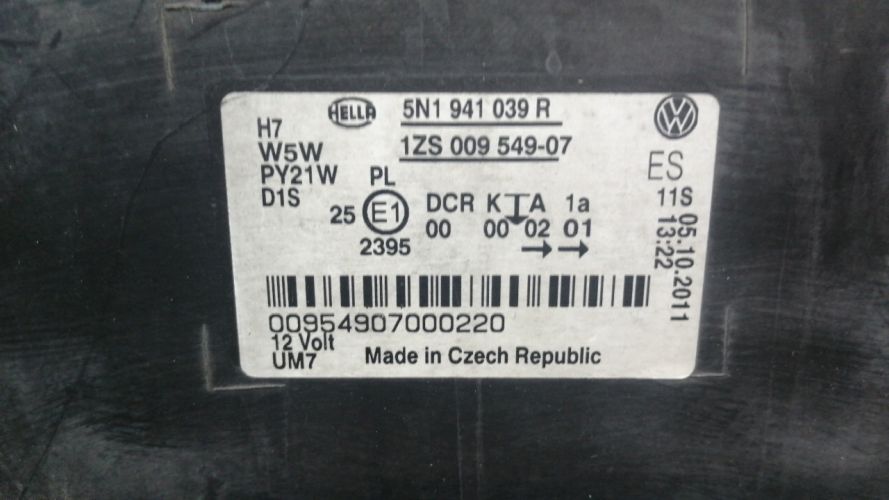 HELLA 5N1 941 039 R
1ZS 009 549-07
H7
W5W
PY21W PL
D1S
ES
11S
05.10.2011
13:22
25 E1 DCR K A 1a
2395 00 00 02 01
00954907000220
12 Volt
UM7 Made in Czech Republic